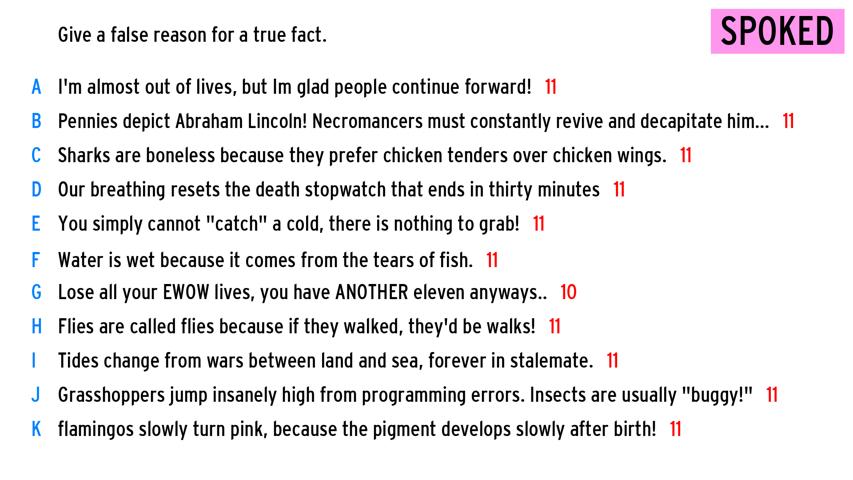 Give a false reason for a true fact.
SPOKED
A I'm almost out of lives, but Im glad people continue forward! 11
B Pennies depict Abraham Lincoln! Necromancers must constantly revive and decapitate him... 11
C Sharks are boneless because they prefer chicken tenders over chicken wings. 11
D Our breathing resets the death stopwatch that ends in thirty minutes 11
E You simply cannot "catch" a cold, there is nothing to grab! 11
F Water is wet because it comes from the tears of fish. 11
G Lose all your EWOW lives, you have ANOTHER eleven anyways.. 10
H Flies are called flies because if they walked, they'd be walks! 11
I Tides change from wars between land and sea, forever in stalemate. 11
J Grasshoppers jump insanely high from programming errors. Insects are usually "buggy!" 11
K flamingos slowly turn pink, because the pigment develops slowly after birth! 11